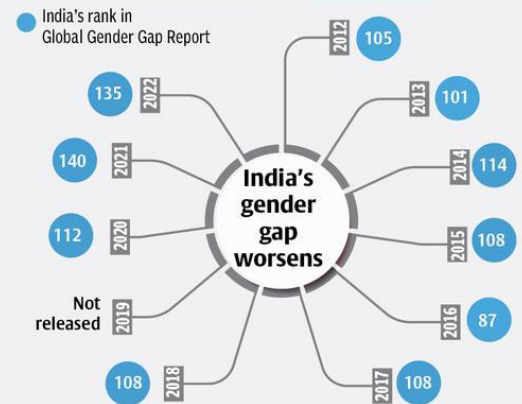 India's rank in
Global Gender Gap Report
India's
gender
gap
worsens
2012
105
2013
101
2014
114
2015
108
2016
87
2017
108
2018
108
2019
Not
released
2020
112
2021
140
2022
135